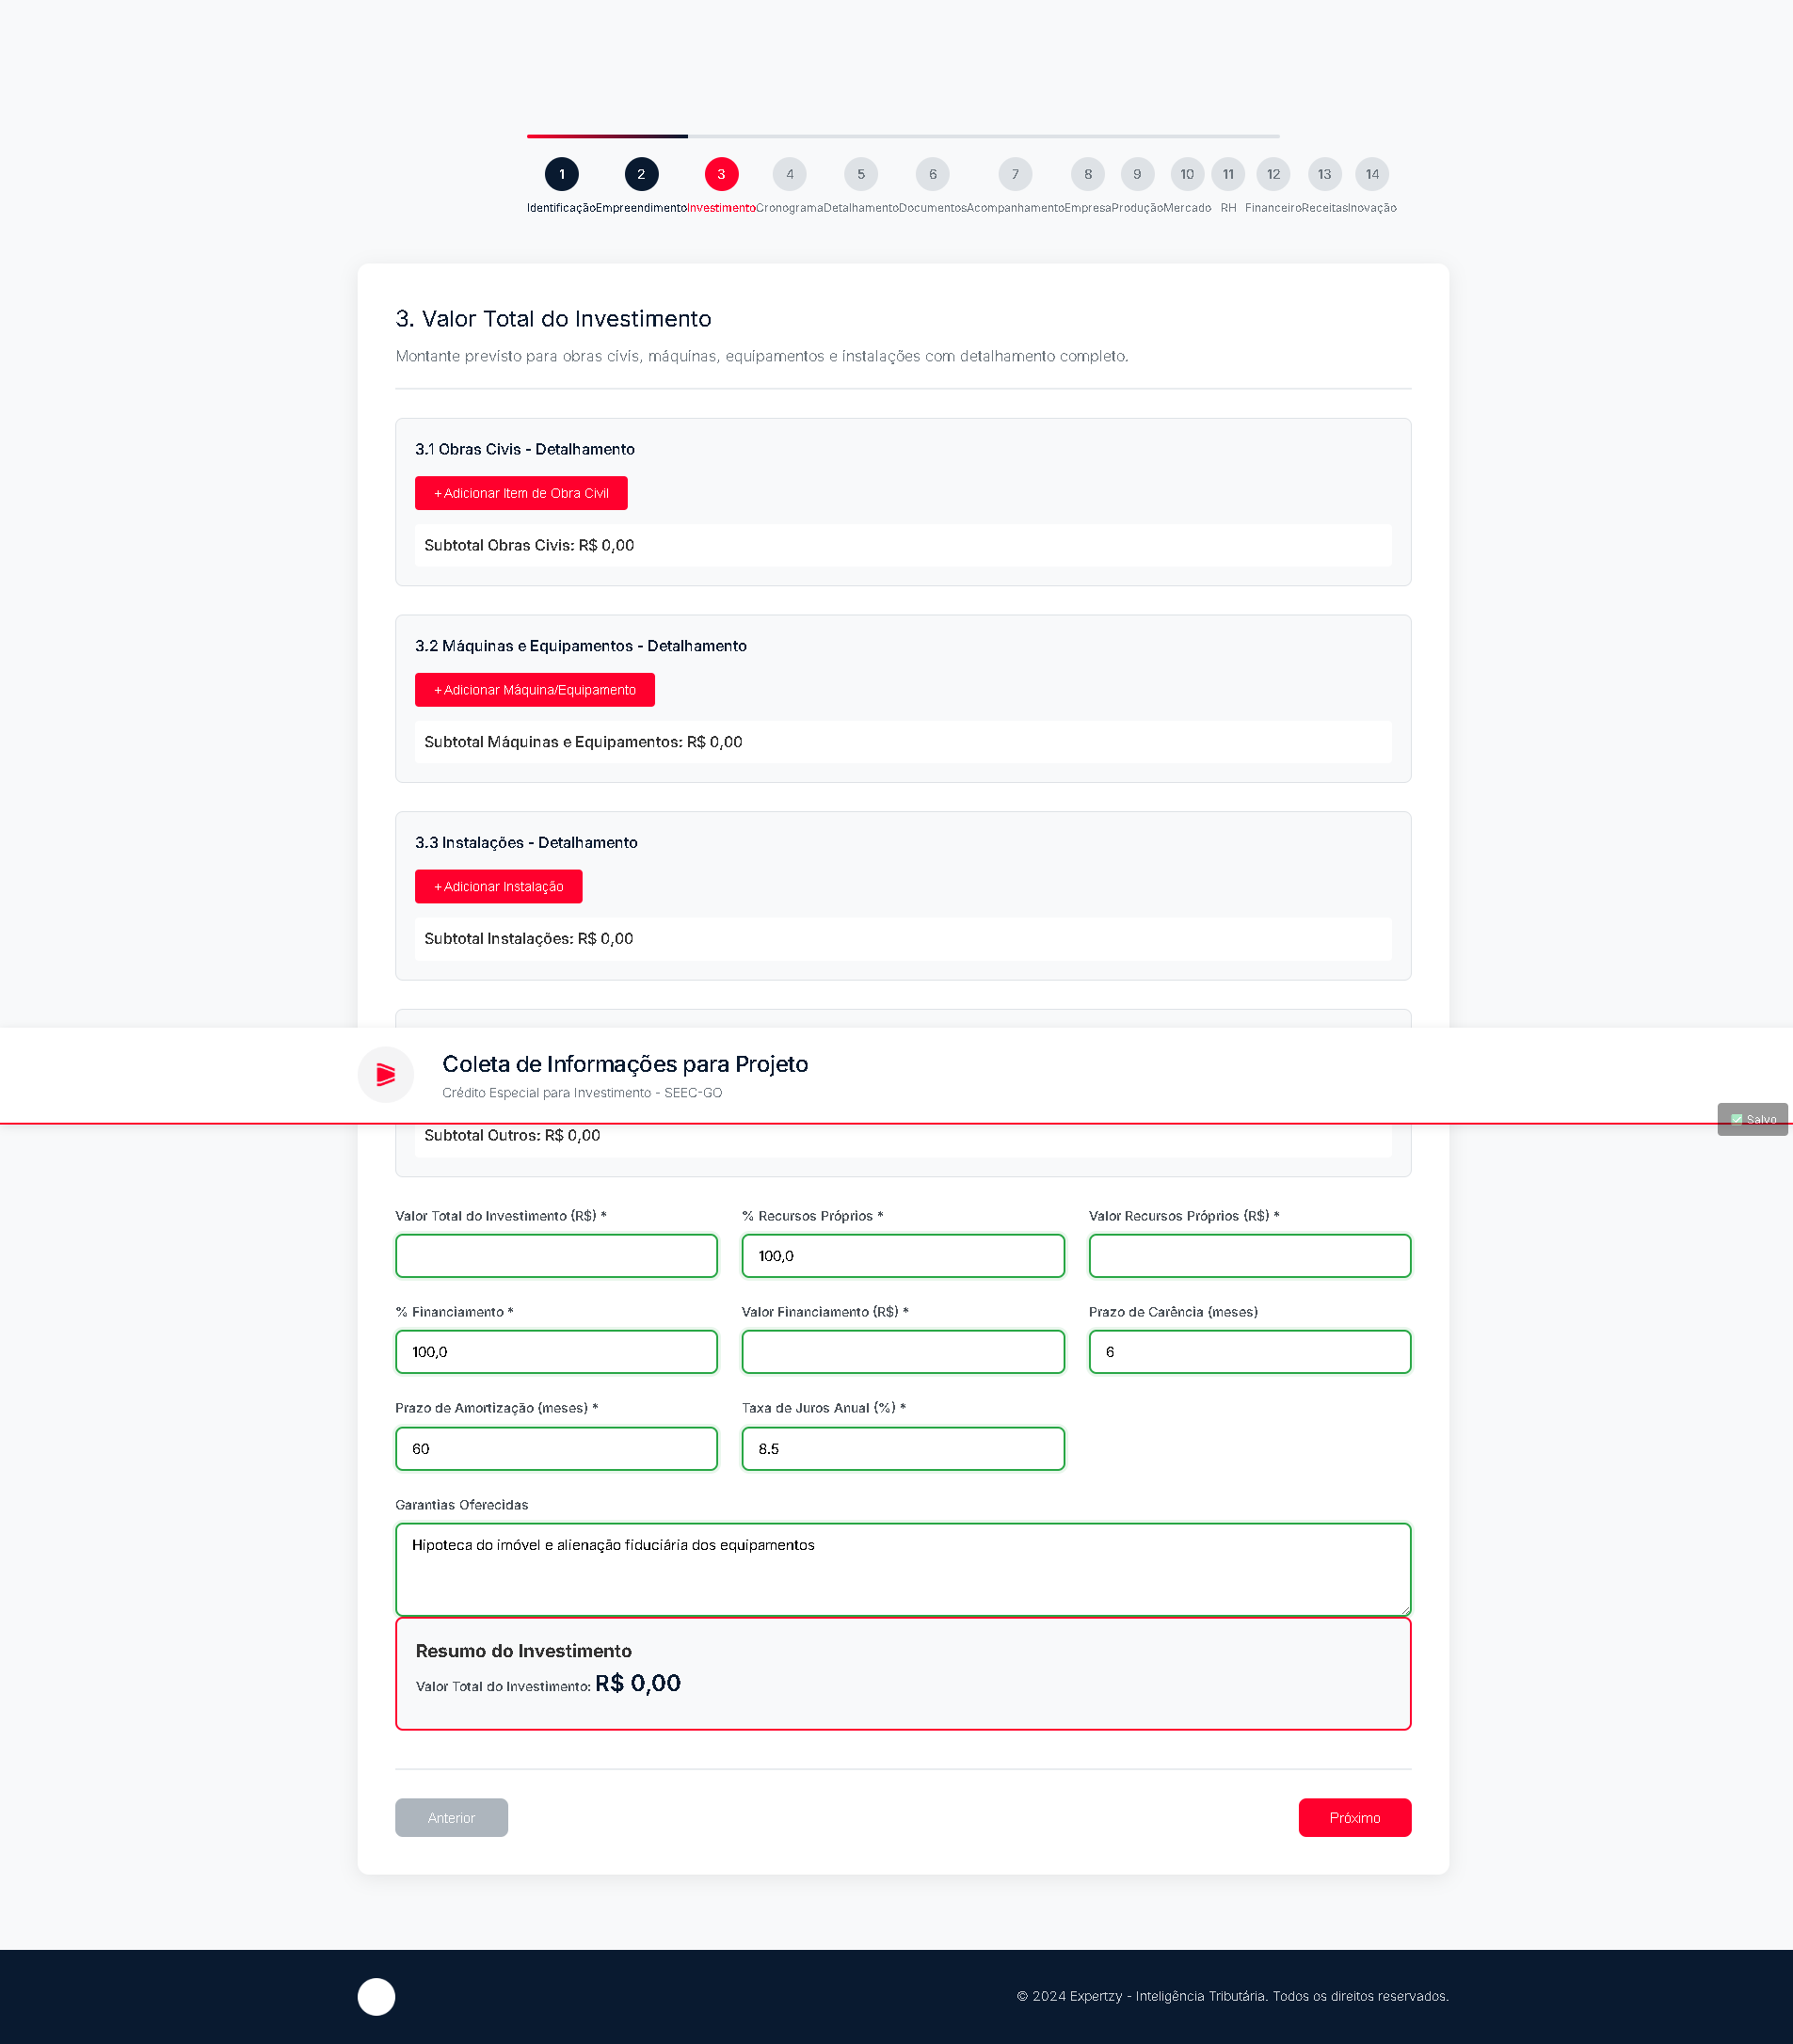 1 2 3 4 5 6 7 8 9 10 11 12 13 14
Identificação Empreendimento Investimento Cronograma Detalhamento Documentos Acompanhamento Empresa Produção Mercado RH Financeiro Receitas Inovação
3. Valor Total do Investimento
Montante previsto para obras civis, máquinas, equipamentos e instalações com detalhamento completo.
3.1 Obras Civis - Detalhamento
+ Adicionar Item de Obra Civil
Subtotal Obras Civis: R$ 0,00
3.2 Máquinas e Equipamentos - Detalhamento
+ Adicionar Máquina/Equipamento
Subtotal Máquinas e Equipamentos: R$ 0,00
3.3 Instalações - Detalhamento
+ Adicionar Instalação
Subtotal Instalações: R$ 0,00
Coleta de Informações para Projeto
Crédito Especial para Investimento - SEEC-GO
✅ Salvo
Subtotal Outros: R$ 0,00
Valor Total do Investimento (R$) * % Recursos Próprios * Valor Recursos Próprios (R$) *
100,0
% Financiamento * Valor Financiamento (R$) * Prazo de Carência (meses)
100,0 6
Prazo de Amortização (meses) * Taxa de Juros Anual (%) *
60 8.5
Garantias Oferecidas
Hipoteca do imóvel e alienação fiduciária dos equipamentos
Resumo do Investimento
Valor Total do Investimento: R$ 0,00
Anterior Próximo
© 2024 Expertzy - Inteligência Tributária. Todos os direitos reservados.